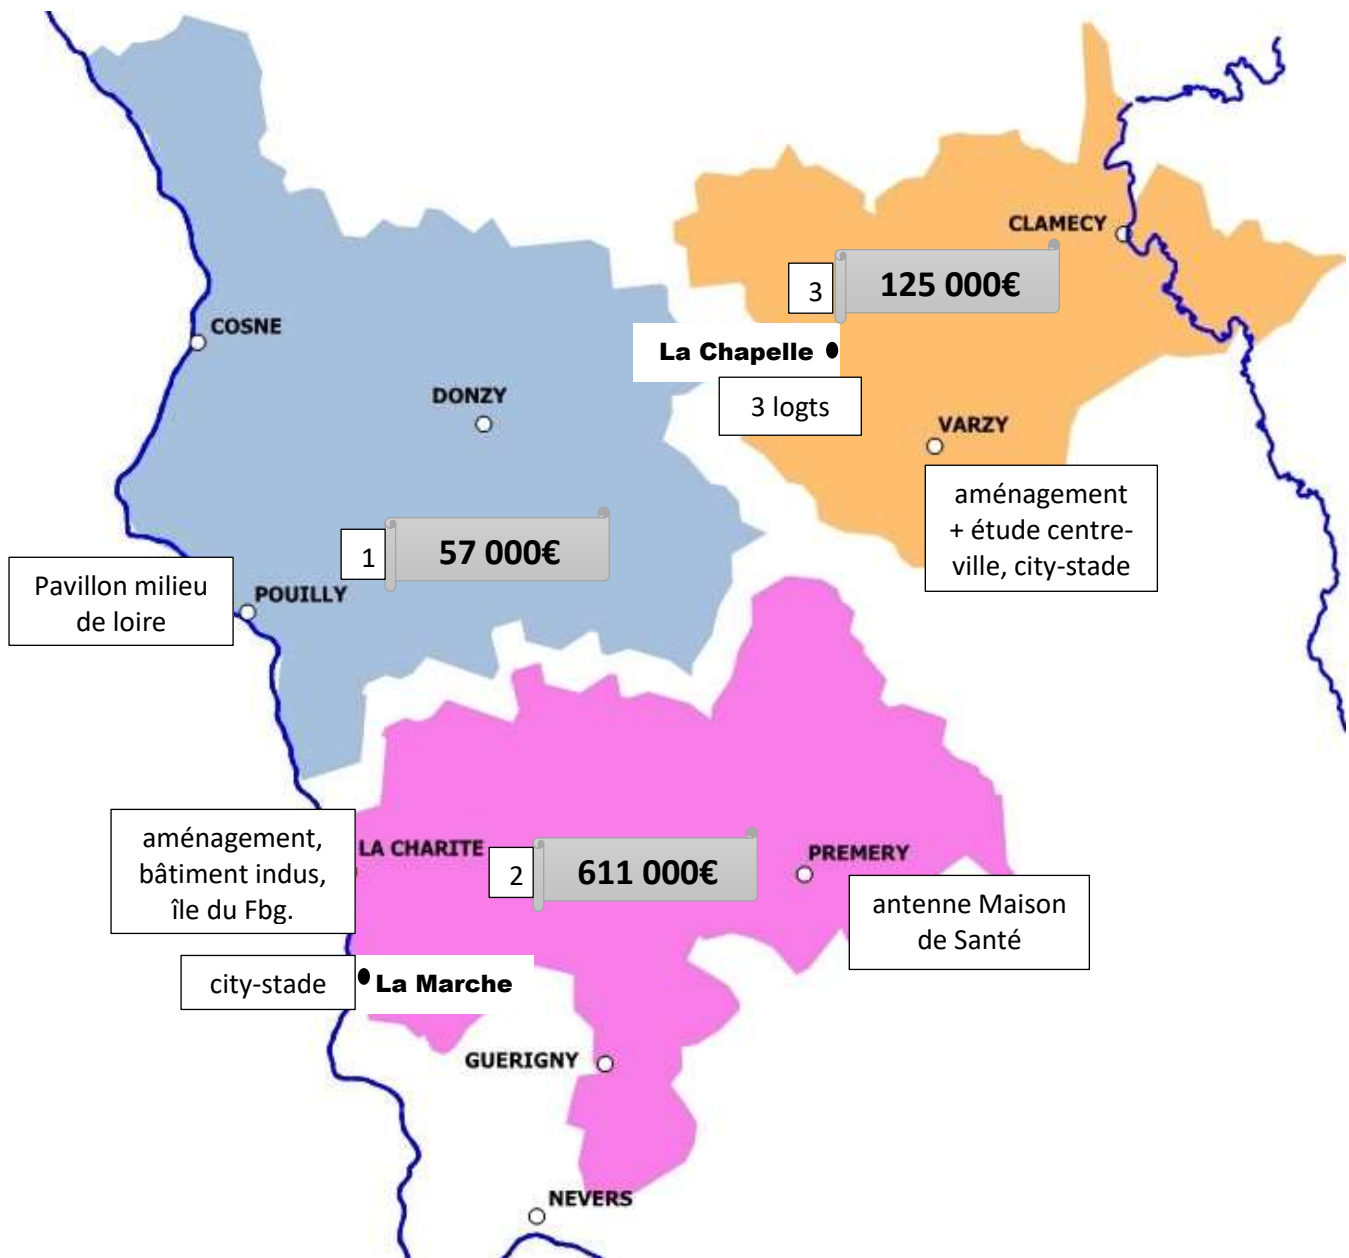 CLAMECY
3
125 000€
COSNE
La Chapelle
DONZY
3 logts
VARZY
aménagement
+ étude centre-
ville, city-stade
1
57 000€
Pavillon milieu
de loire
POUILLY
aménagement,
bâtiment indus,
île du Fbg.
LA CHARITE
2
611 000€
PREMERY
antenne Maison
de Santé
city-stade
La Marche
GUERIGNY
NEVERS